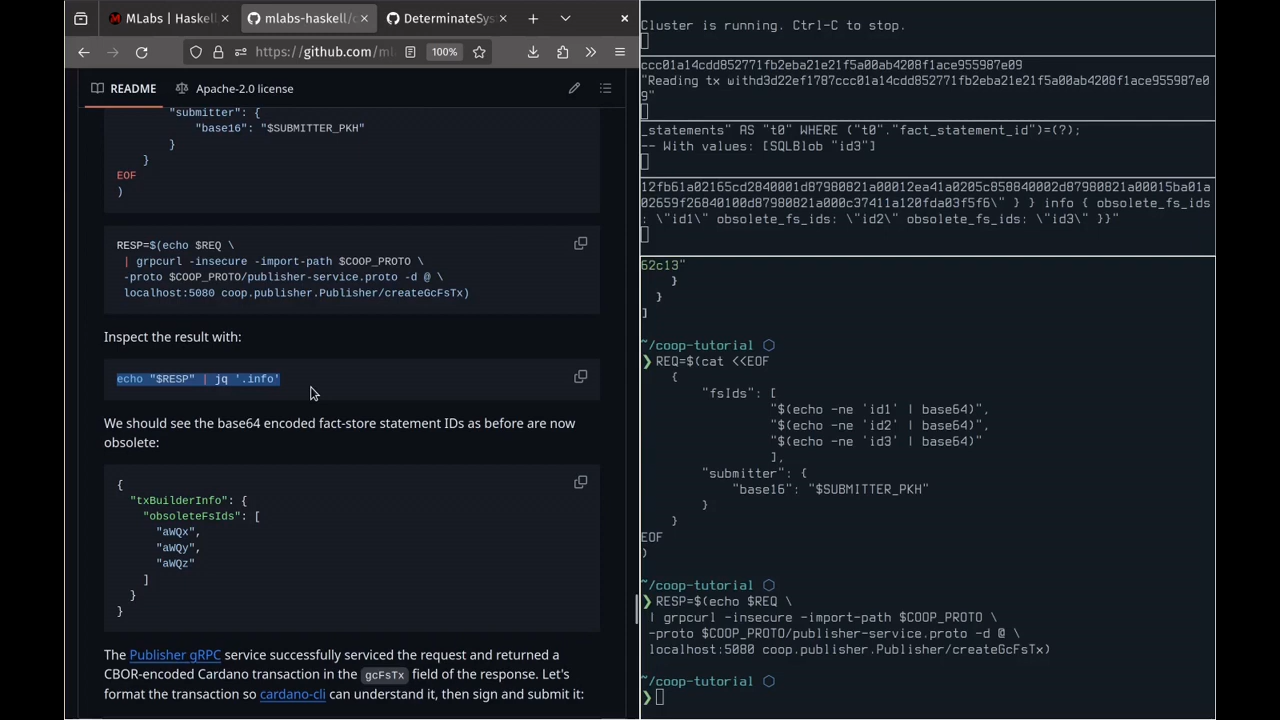 MLabs | Haskel
mlabs-haskell/c
DeterminateSys
https://github.com/ml
100%
README
Apache-2.0 license
"submitter": {
"base16": "$SUBMITTER_PKH"
}
}
EOF
)
RESP=$(echo $REQ \
| grpcurl -insecure -import-path $COOP_PROTO \
-proto $COOP_PROTO/publisher-service.proto -d @ \
localhost:5080 coop.publisher.Publisher/createGcFsTx)
Inspect the result with:
echo "$RESP" | jq '.info'
We should see the base64 encoded fact-store statement IDs as before are now
obsolete:
{
"txBuilderInfo": {
"obsoleteFsIds": [
"aWQx",
"aWQy",
"aWQz"
]
}
}
The Publisher gRPC service successfully serviced the request and returned a
CBOR-encoded Cardano transaction in the gcFsTx field of the response. Let's
format the transaction so cardano-cli can understand it, then sign and submit it:
Cluster is running. Ctrl-C to stop.
ccc01a14cdd852771fb2eba21e21f5a00ab4208f1ace955987e09
"Reading tx withd3d22ef1787ccc01a14cdd852771fb2eba21e21f5a00ab4208f1ace955987e0
9"
_statements" AS "t0" WHERE ("t0"."fact_statement_id")=(?);
-- With values: [SQLBlob "id3"]
12fb61a02165cd2840001d87980821a00012ea41a0205c858840002d87980821a00015ba01a
02659f26840100d87980821a000c37411a120fda03f5f6\" } } info { obsolete_fs_ids
: \"id1\" obsolete_fs_ids: \"id2\" obsolete_fs_ids: \"id3\" }}"
62c13"
}
}
]
~/coop-tutorial
❯ REQ=$(cat <<EOF
{
"fsIds": [
"$(echo -ne 'id1' | base64)",
"$(echo -ne 'id2' | base64)",
"$(echo -ne 'id3' | base64)"
],
"submitter": {
"base16": "$SUBMITTER_PKH"
}
}
EOF
)
~/coop-tutorial
❯ RESP=$(echo $REQ \
| grpcurl -insecure -import-path $COOP_PROTO \
-proto $COOP_PROTO/publisher-service.proto -d @ \
localhost:5080 coop.publisher.Publisher/createGcFsTx)
~/coop-tutorial
❯